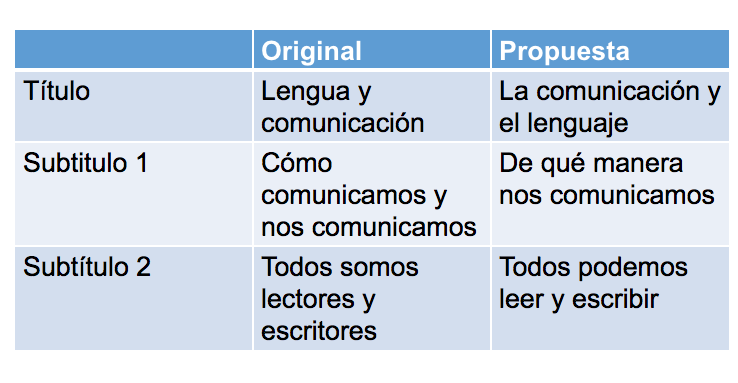 Original Propuesta
Título Lengua y La comunicación y
comunicación el lenguaje
Subtitulo 1 Cómo De qué manera
comunicamos y nos comunicamos
nos comunicamos
Subtítulo 2 Todos somos Todos podemos
lectores y leer y escribir
escritores